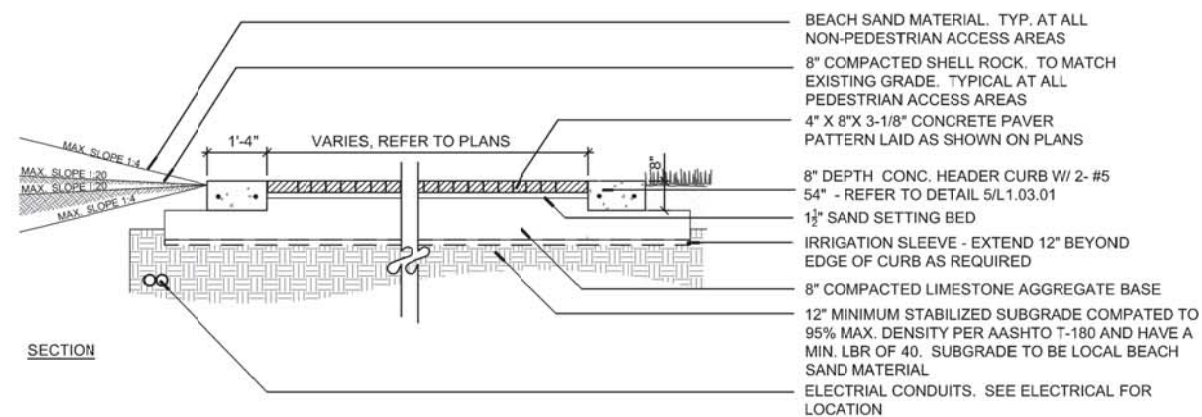 BEACH SAND MATERIAL. TYP. AT ALL
NON-PEDESTRIAN ACCESS AREAS
8" COMPACTED SHELL ROCK. TO MATCH
EXISTING GRADE. TYPICAL AT ALL
PEDESTRIAN ACCESS AREAS
4" X 8"X 3-1/8" CONCRETE PAVER
PATTERN LAID AS SHOWN ON PLANS
8" DEPTH CONC. HEADER CURB W/ 2- #5
54" - REFER TO DETAIL 5/L1.03.01
1½" SAND SETTING BED
IRRIGATION SLEEVE - EXTEND 12" BEYOND
EDGE OF CURB AS REQUIRED
8" COMPACTED LIMESTONE AGGREGATE BASE
12" MINIMUM STABILIZED SUBGRADE COMPATED TO
95% MAX. DENSITY PER AASHTO T-180 AND HAVE A
MIN. LBR OF 40. SUBGRADE TO BE LOCAL BEACH
SAND MATERIAL
ELECTRIAL CONDUITS. SEE ELECTRICAL FOR
LOCATION
1'-4"
VARIES, REFER TO PLANS
8"
MAX. SLOPE 1:4
MAX. SLOPE 1:20
MAX. SLOPE 1:20
MAX. SLOPE 1:4
SECTION